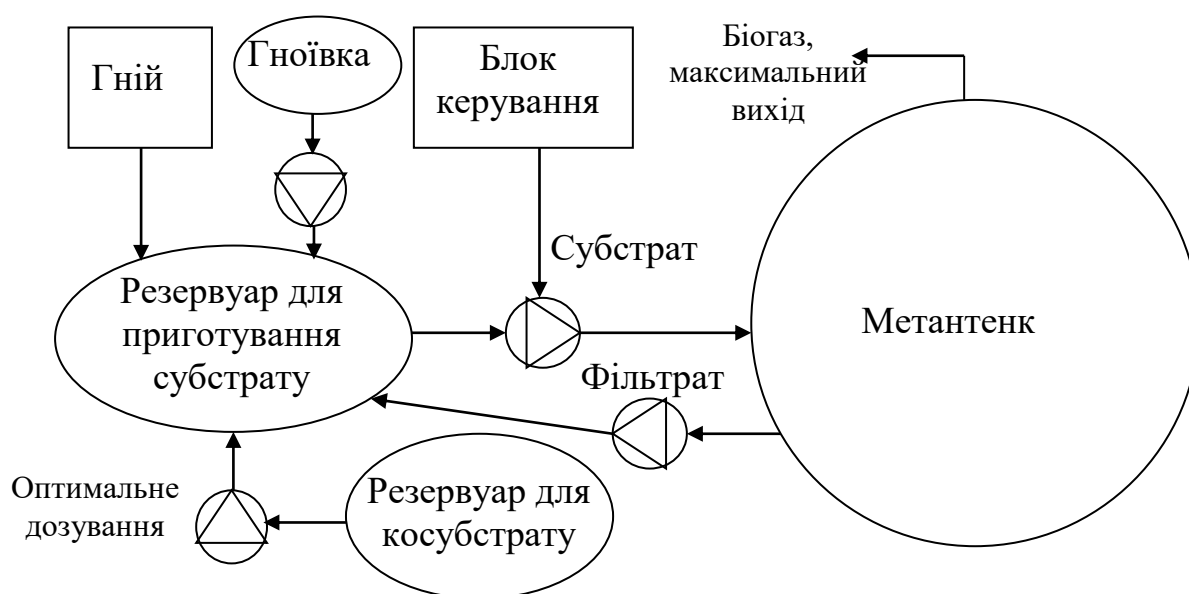 Гній
Гноївка
Блок
керування
Біогаз,
максимальний
вихід
Субстрат
Резервуар для
приготування
субстрату
Метантенк
Фільтрат
Оптимальне
дозування
Резервуар для
косубстрату